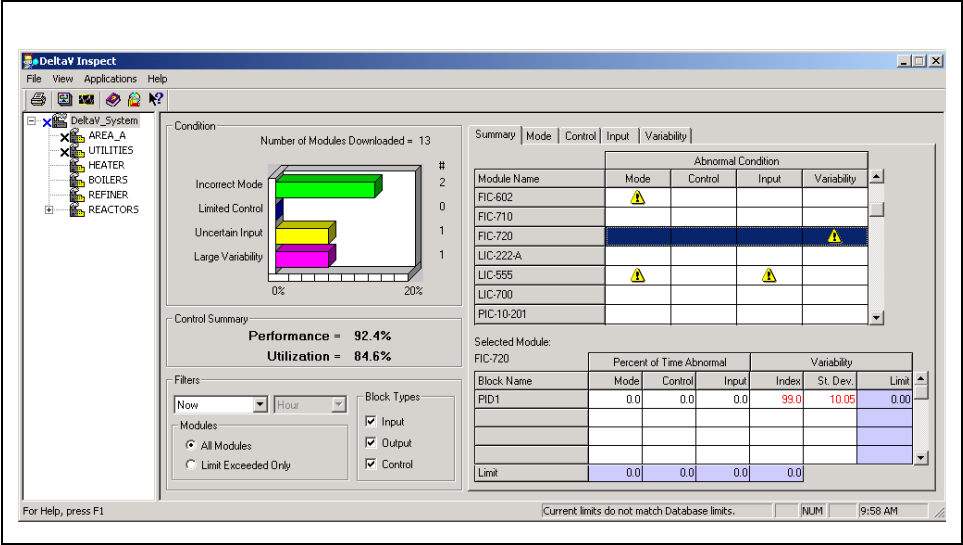 DeltaV Inspect
File View Applications Help
DeltaV_System
AREA_A
UTILITIES
HEATER
BOILERS
REFINER
REACTORS
Condition
Number of Modules Downloaded = 13
#
Incorrect Mode 2
Limited Control 0
Uncertain Input 1
Large Variability 1
0% 20%
Control Summary
Performance = 92.4%
Utilization = 84.6%
Filters
Now Hour
Modules
All Modules
Limit Exceeded Only
Block Types
Input
Output
Control
Summary Mode Control Input Variability
Abnormal Condition
Module Name Mode Control Input Variability
FIC-602
FIC-710
FIC-720
LIC-222-A
LIC-555
LIC-700
PIC-10-201
Selected Module:
FIC-720
Percent of Time Abnormal Variability
Block Name Mode Control Input Index St. Dev. Limit
PID1 0.0 0.0 0.0 99.0 10.05 0.00
Limit 0.0 0.0 0.0 0.0
For Help, press F1 Current limits do not match Database limits. NUM 9:58 AM